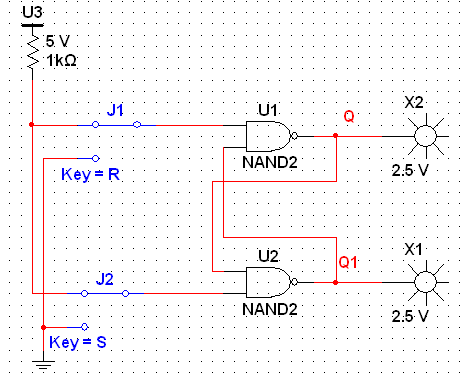 U3
5 V
1kΩ
J1
U1
Q
X2
Key = R
NAND2
2.5 V
J2
U2
Q1
X1
NAND2
2.5 V
Key = S